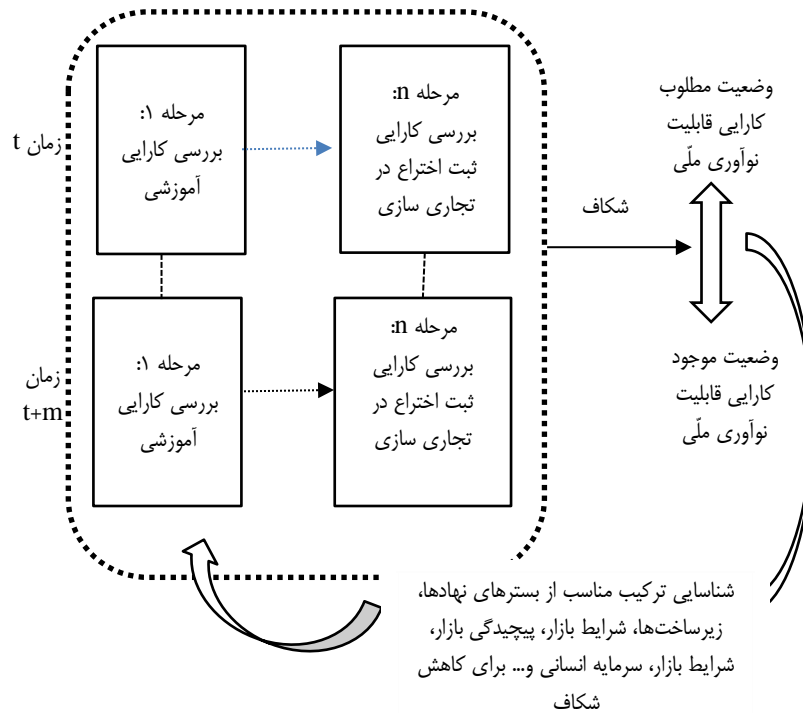 مرحله ۱:
بررسی کارایی
آموزشی
مرحله n:
بررسی کارایی
ثبت اختراع در
تجاری سازی
زمان t
وضعیت مطلوب
کارایی قابلیت
نوآوری ملّی
شکاف
مرحله ۱:
بررسی کارایی
آموزشی
مرحله n:
بررسی کارایی
ثبت اختراع در
تجاری سازی
زمان
t+m
وضعیت موجود
کارایی قابلیت
نوآوری ملّی
شناسایی ترکیب مناسب از بسترهای نهادها،
زیرساخت‌ها، شرایط بازار، پیچیدگی بازار،
شرایط بازار، سرمایه انسانی و... برای کاهش
شکاف